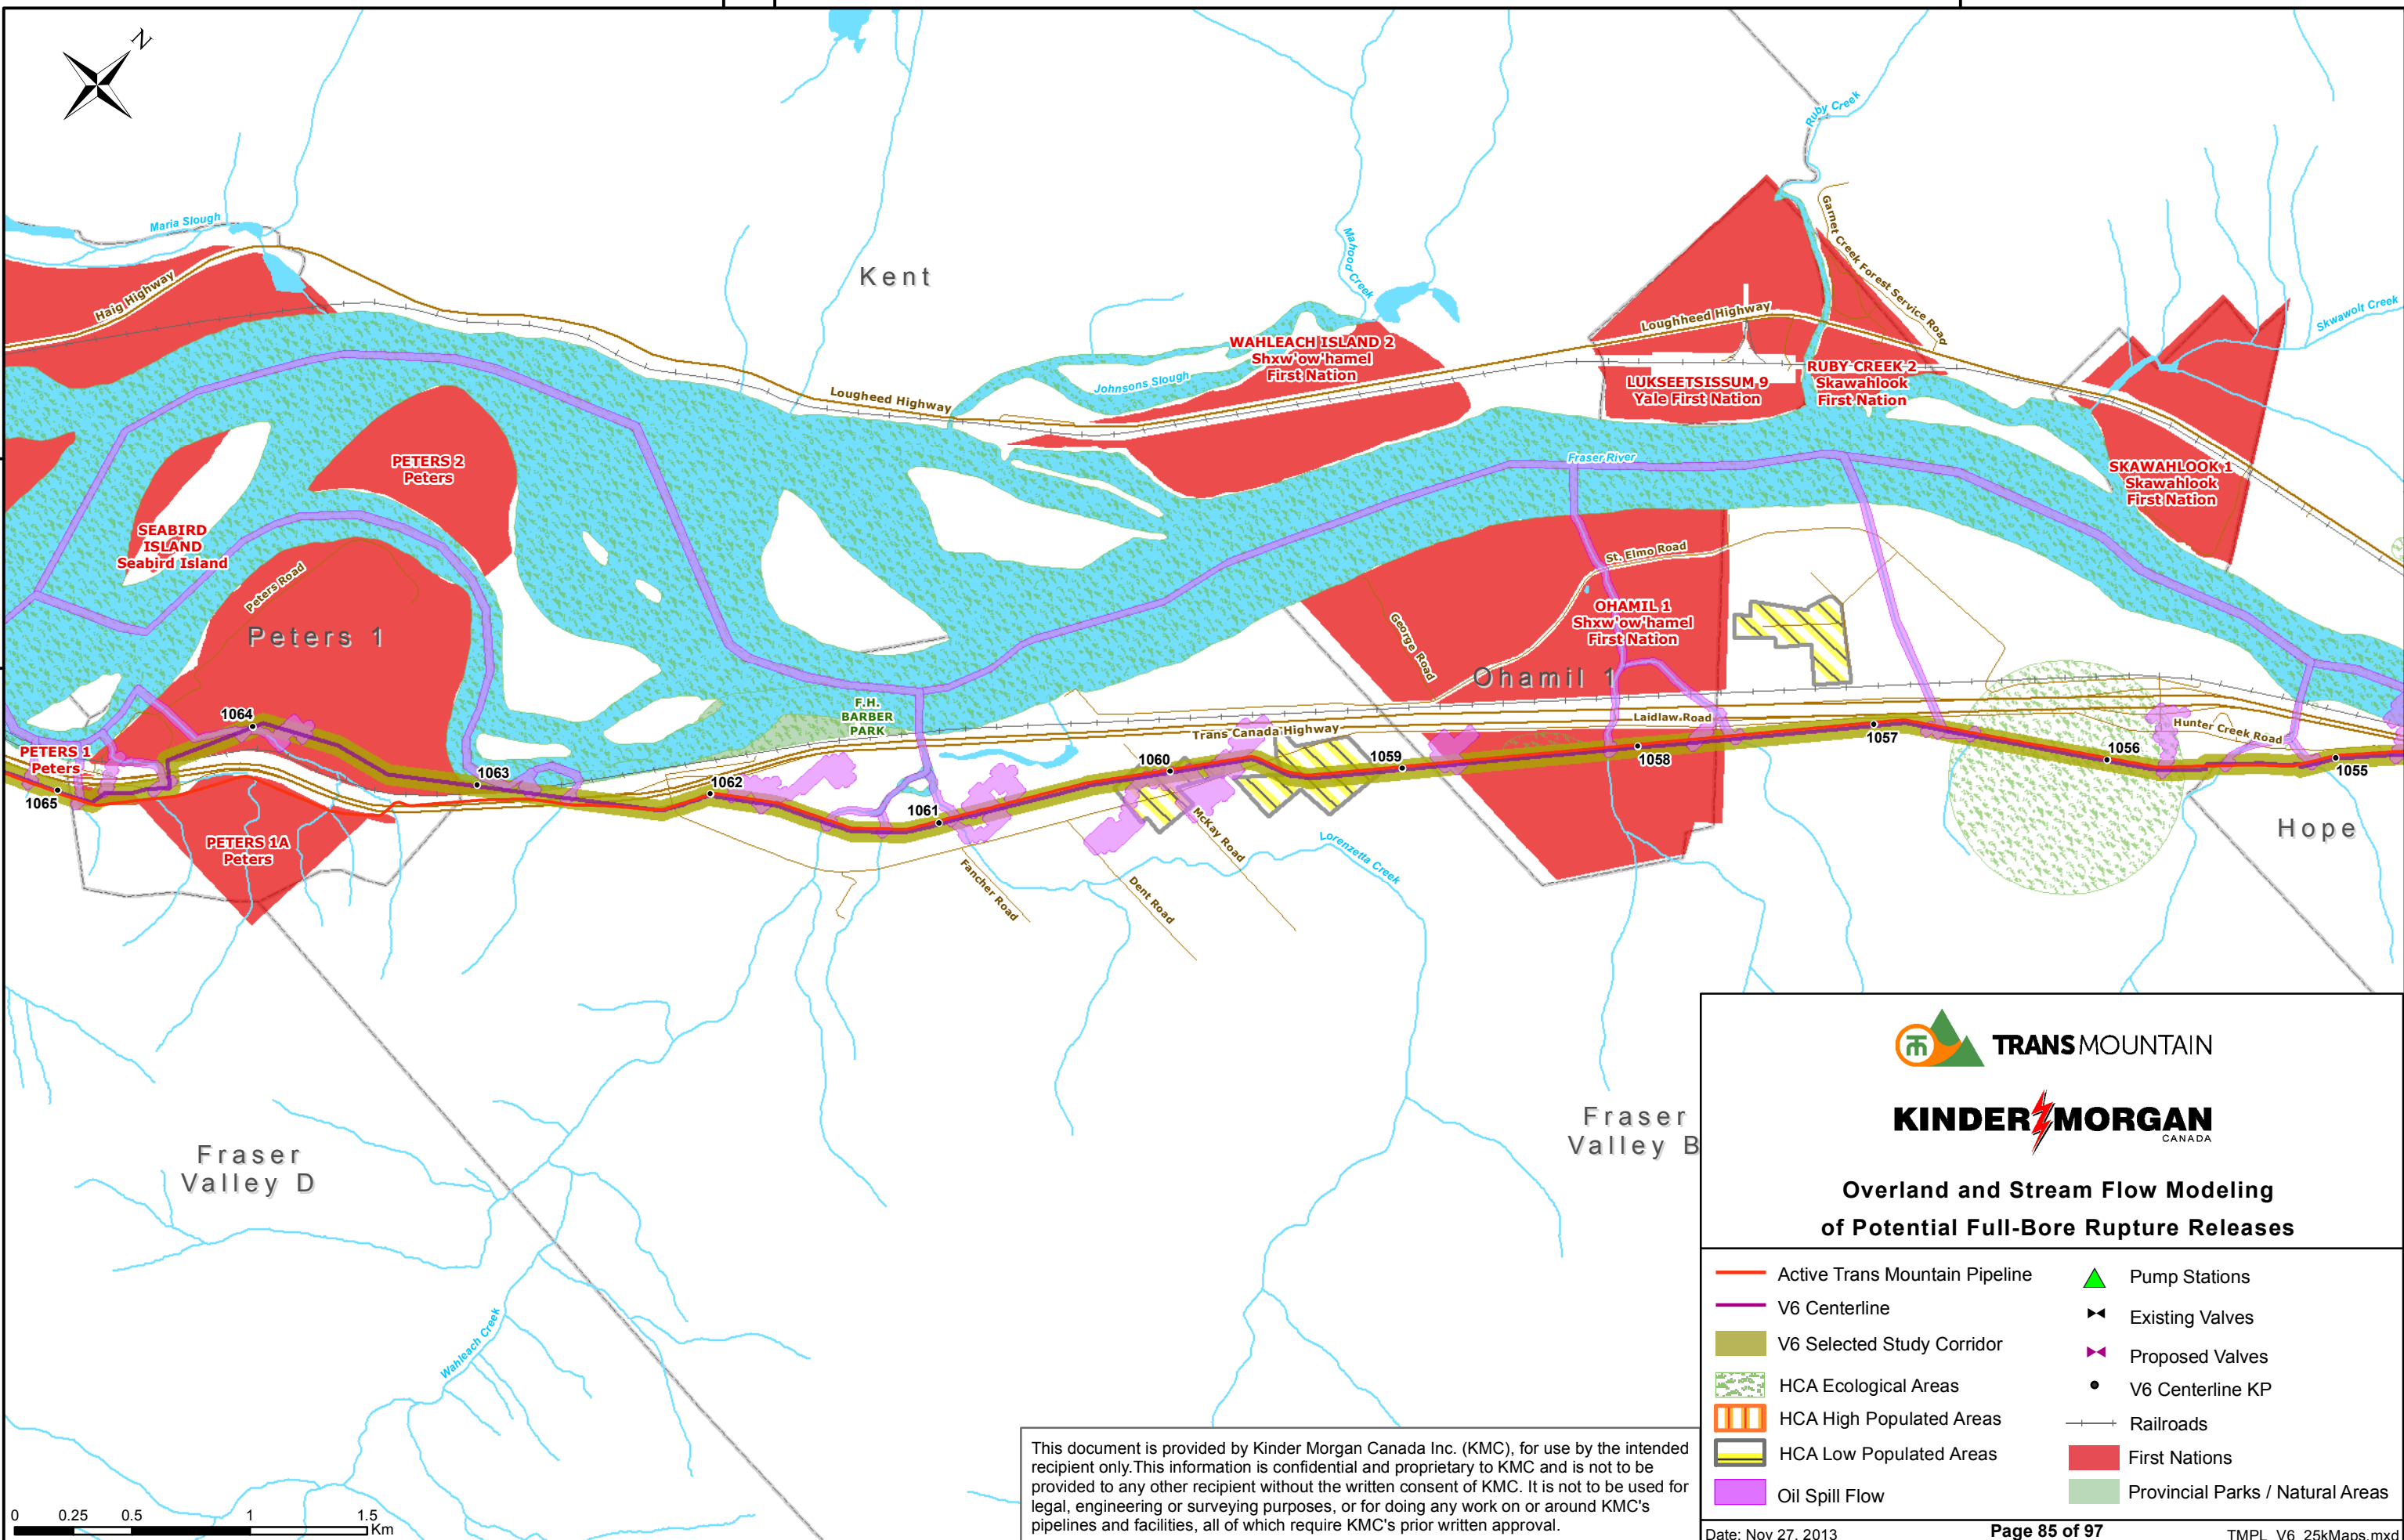 N
Maria Slough
Haig Highway
Kent
Mahood Creek
Ruby Creek
Garnet Creek Forest Service Road
Skwawolt Creek
Loughheed Highway
WAHLEACH ISLAND 2
Shxw'ow'hamel
First Nation
Johnsons Slough
Lougheed Highway
LUKSEETSISSUM 9
Yale First Nation
RUBY CREEK 2
Skawahlook
First Nation
PETERS 2
Peters
Fraser River
SKAWAHLOOK 1
Skawahlook
First Nation
SEABIRD
ISLAND
Seabird Island
Peters Road
Peters 1
St. Elmo Road
OHAMIL 1
Shxw'ow'hamel
First Nation
George Road
Ohamil 1
F.H.
BARBER
PARK
Trans Canada Highway
Laidlaw Road
Hunter Creek Road
PETERS 1
Peters
1065
1064
1063
1062
1061
1060
1059
1058
1057
1056
1055
PETERS 1A
Peters
McKay Road
Lorenzetta Creek
Fancher Road
Dent Road
Hope
Fraser
Valley D
Fraser
Valley B
Wahleach Creek
TRANSMOUNTAIN
KINDER MORGAN
CANADA
Overland and Stream Flow Modeling
of Potential Full-Bore Rupture Releases
Active Trans Mountain Pipeline
V6 Centerline
V6 Selected Study Corridor
HCA Ecological Areas
HCA High Populated Areas
HCA Low Populated Areas
Oil Spill Flow
Pump Stations
Existing Valves
Proposed Valves
V6 Centerline KP
Railroads
First Nations
Provincial Parks / Natural Areas
This document is provided by Kinder Morgan Canada Inc. (KMC), for use by the intended
recipient only.This information is confidential and proprietary to KMC and is not to be
provided to any other recipient without the written consent of KMC. It is not to be used for
legal, engineering or surveying purposes, or for doing any work on or around KMC's
pipelines and facilities, all of which require KMC's prior written approval.
0 0.25 0.5 1 1.5
Km
Date: Nov 27, 2013
Page 85 of 97
TMPL_V6_25kMaps.mxd